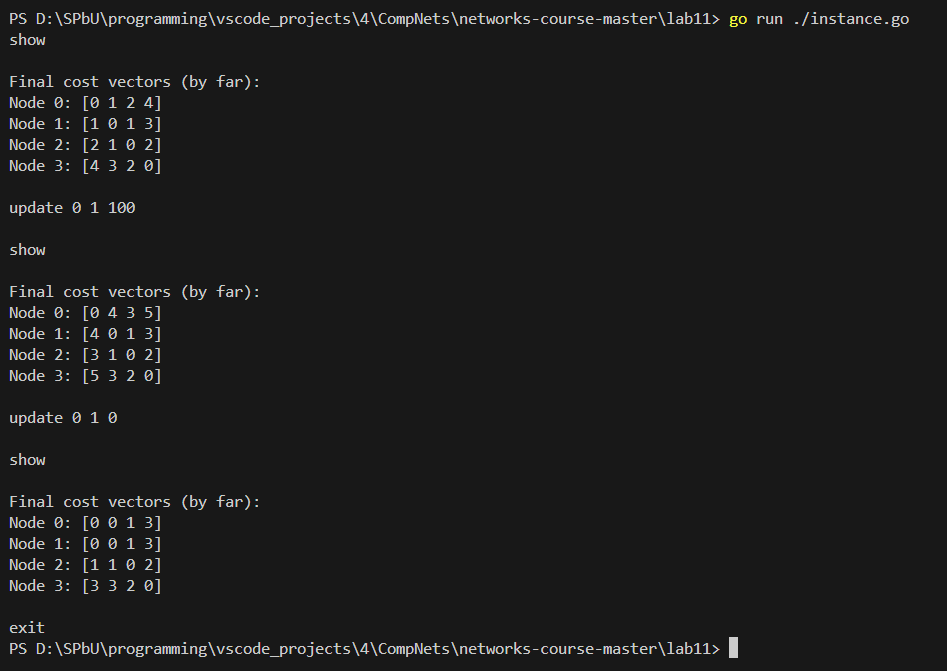 PS D:\SPbU\programming\vscode_projects\4\CompNets\networks-course-master\lab11> go run ./instance.go
show
Final cost vectors (by far):
Node 0: [0 1 2 4]
Node 1: [1 0 1 3]
Node 2: [2 1 0 2]
Node 3: [4 3 2 0]
update 0 1 100
show
Final cost vectors (by far):
Node 0: [0 4 3 5]
Node 1: [4 0 1 3]
Node 2: [3 1 0 2]
Node 3: [5 3 2 0]
update 0 1 0
show
Final cost vectors (by far):
Node 0: [0 0 1 3]
Node 1: [0 0 1 3]
Node 2: [1 1 0 2]
Node 3: [3 3 2 0]
exit
PS D:\SPbU\programming\vscode_projects\4\CompNets\networks-course-master\lab11>